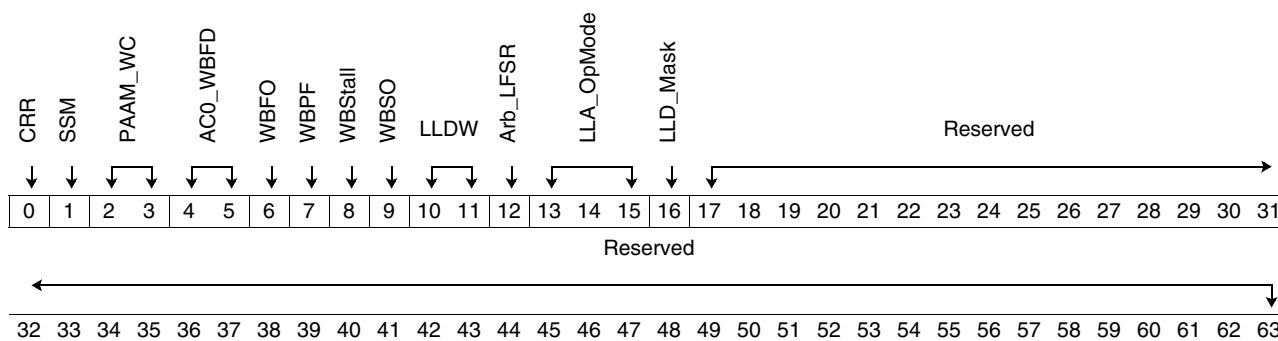 CRR SSM PAAM_WC AC0_WBFD WBFO WBPF WBStall WBSO LLDW Arb_LFSR LLA_OpMode LLD_Mask Reserved
0 1 2 3 4 5 6 7 8 9 10 11 12 13 14 15 16 17 18 19 20 21 22 23 24 25 26 27 28 29 30 31
Reserved
32 33 34 35 36 37 38 39 40 41 42 43 44 45 46 47 48 49 50 51 52 53 54 55 56 57 58 59 60 61 62 63